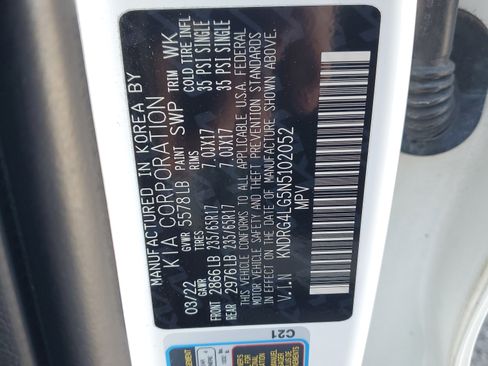 MANUFACTURED IN KOREA BY
KIA CORPORATION
03/22 GVWR 5578LB PAINT SWP TRIM WK
GAWR TIRES RIMS COLD TIRE INFL
FRONT 2866LB 235/65R17 7.0JX17 35 PSI SINGLE
REAR 2976LB 235/65R17 7.0JX17 35 PSI SINGLE
THIS VEHICLE CONFORMS TO ALL APPLICABLE U.S.A. FEDERAL
MOTOR VEHICLE SAFETY AND THEFT PREVENTION STANDARDS
IN EFFECT ON THE DATE OF MANUFACTURE SHOWN ABOVE.
V.I.N KNDRG4LG5N5102052
MPV
C21